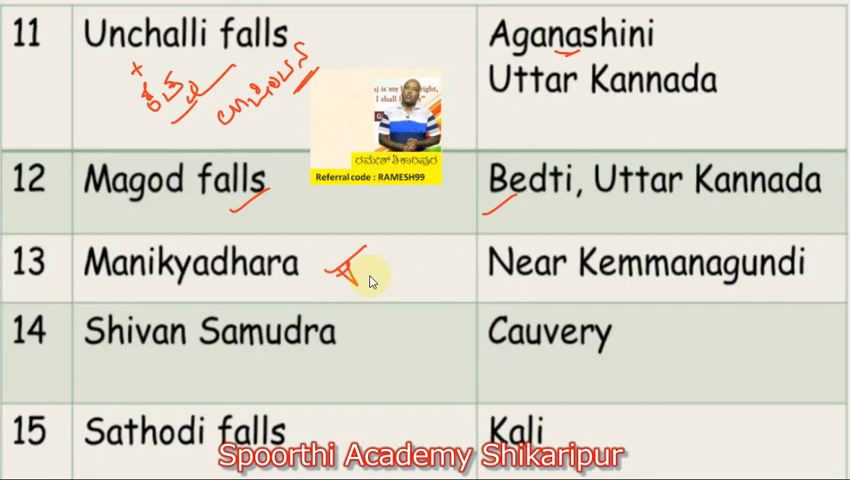 11 Unchalli falls Aganashini
Uttar Kannada
ರಮೇಶ್ ಶಿಕಾರಿಪುರ
Referral code : RAMESH99
12 Magod falls Bedti, Uttar Kannada
13 Manikyadhara Near Kemmanagundi
14 Shivan Samudra Cauvery
15 Sathodi falls Kali
Spoorthi Academy Shikaripur